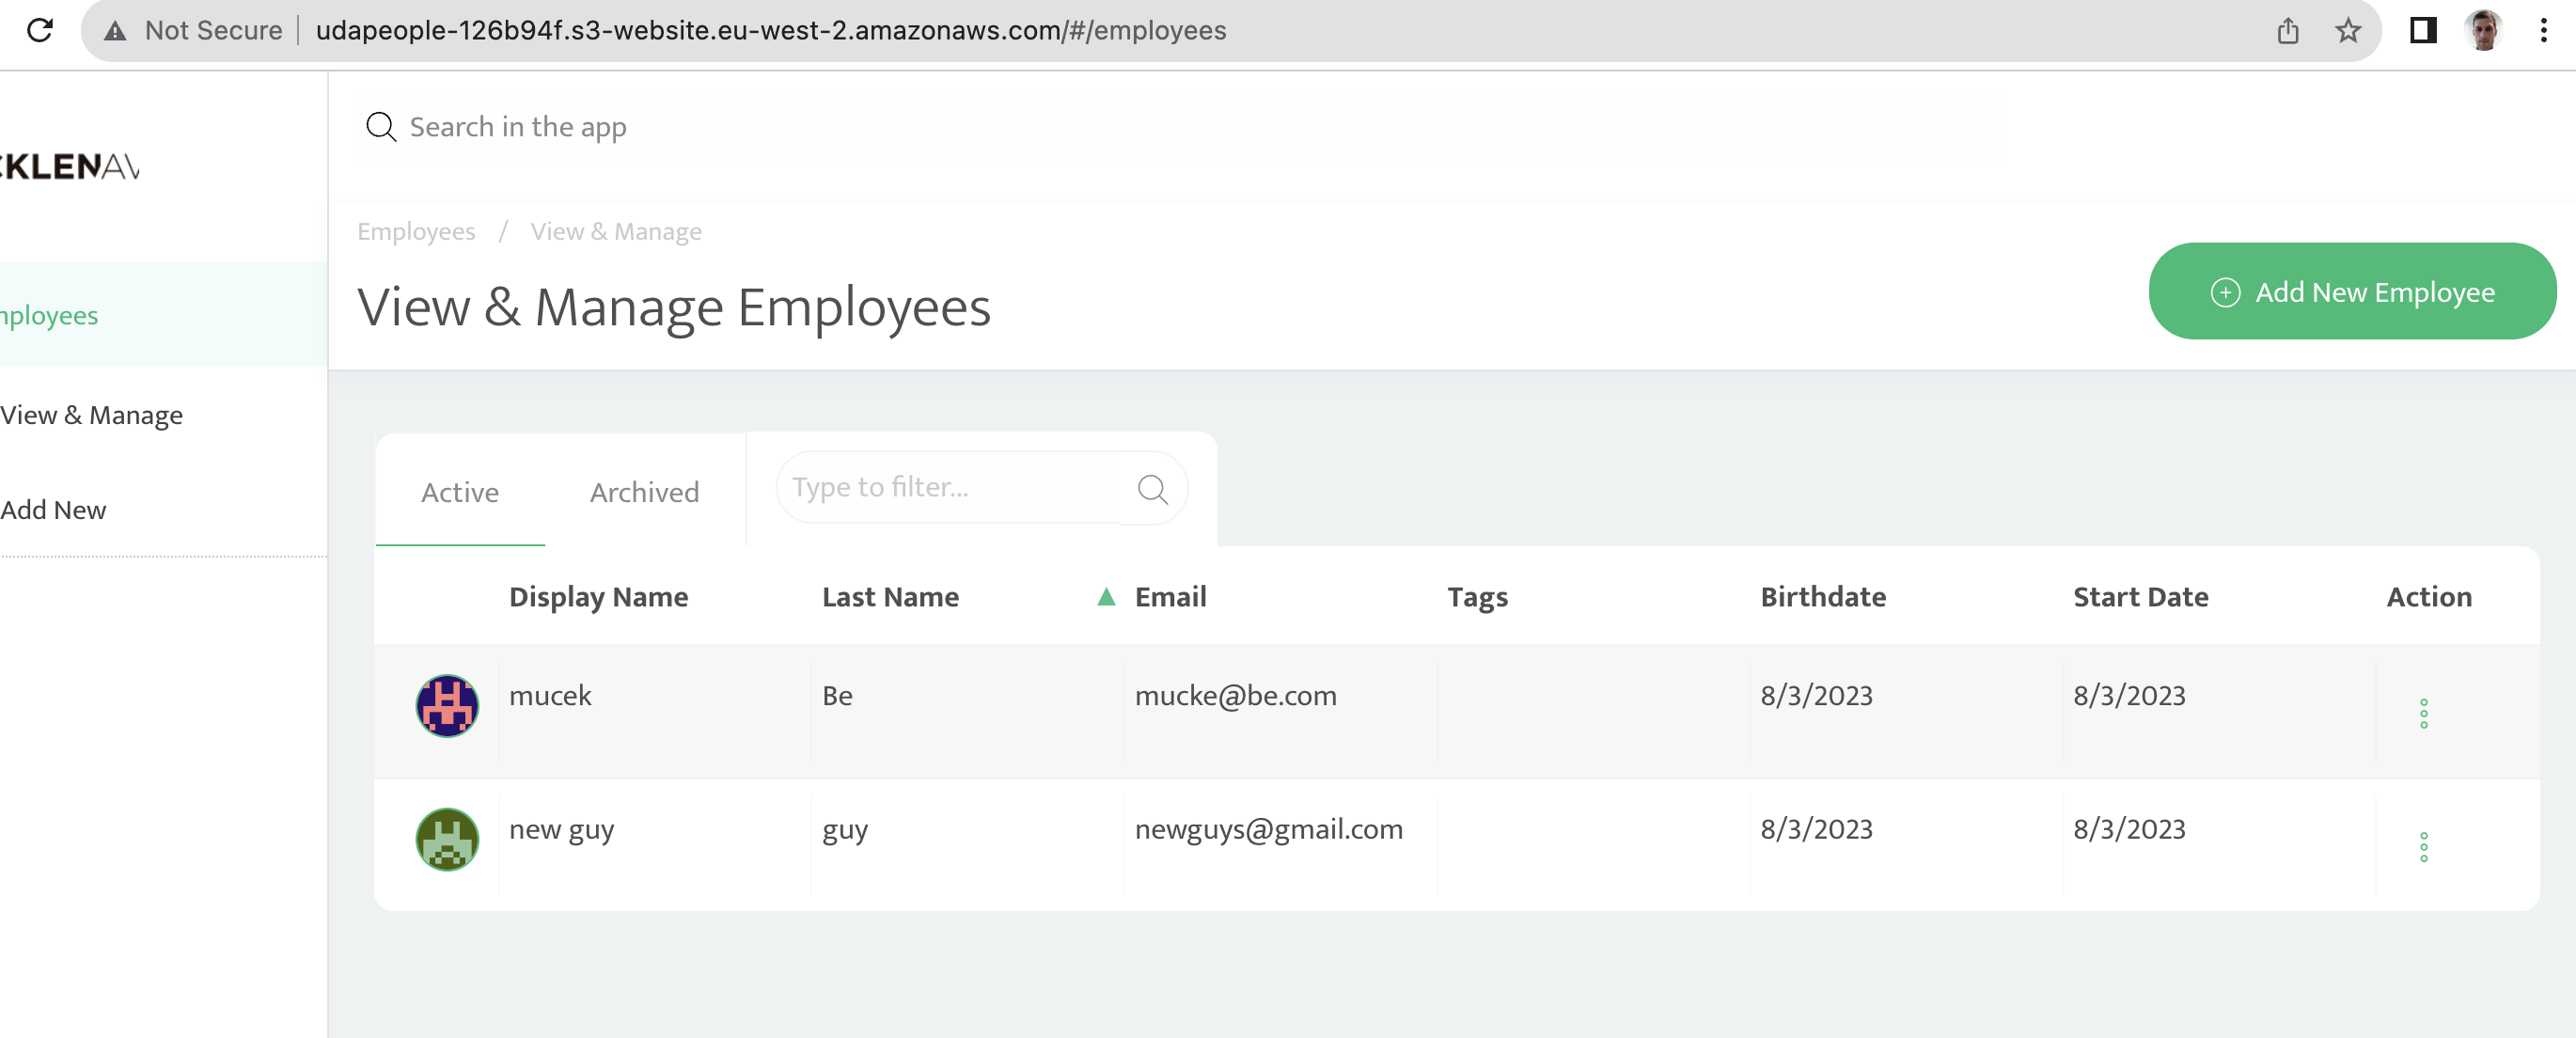 Not Secure udapeople-126b94f.s3-website.eu-west-2.amazonaws.com/#/employees
Search in the app
CKLENAV
Employees / View & Manage
View & Manage Employees
Add New Employee
mployees
View & Manage
Add New
Active Archived Type to filter...
Display Name Last Name Email Tags Birthdate Start Date Action
mucek Be mucke@be.com 8/3/2023 8/3/2023
new guy guy newguys@gmail.com 8/3/2023 8/3/2023